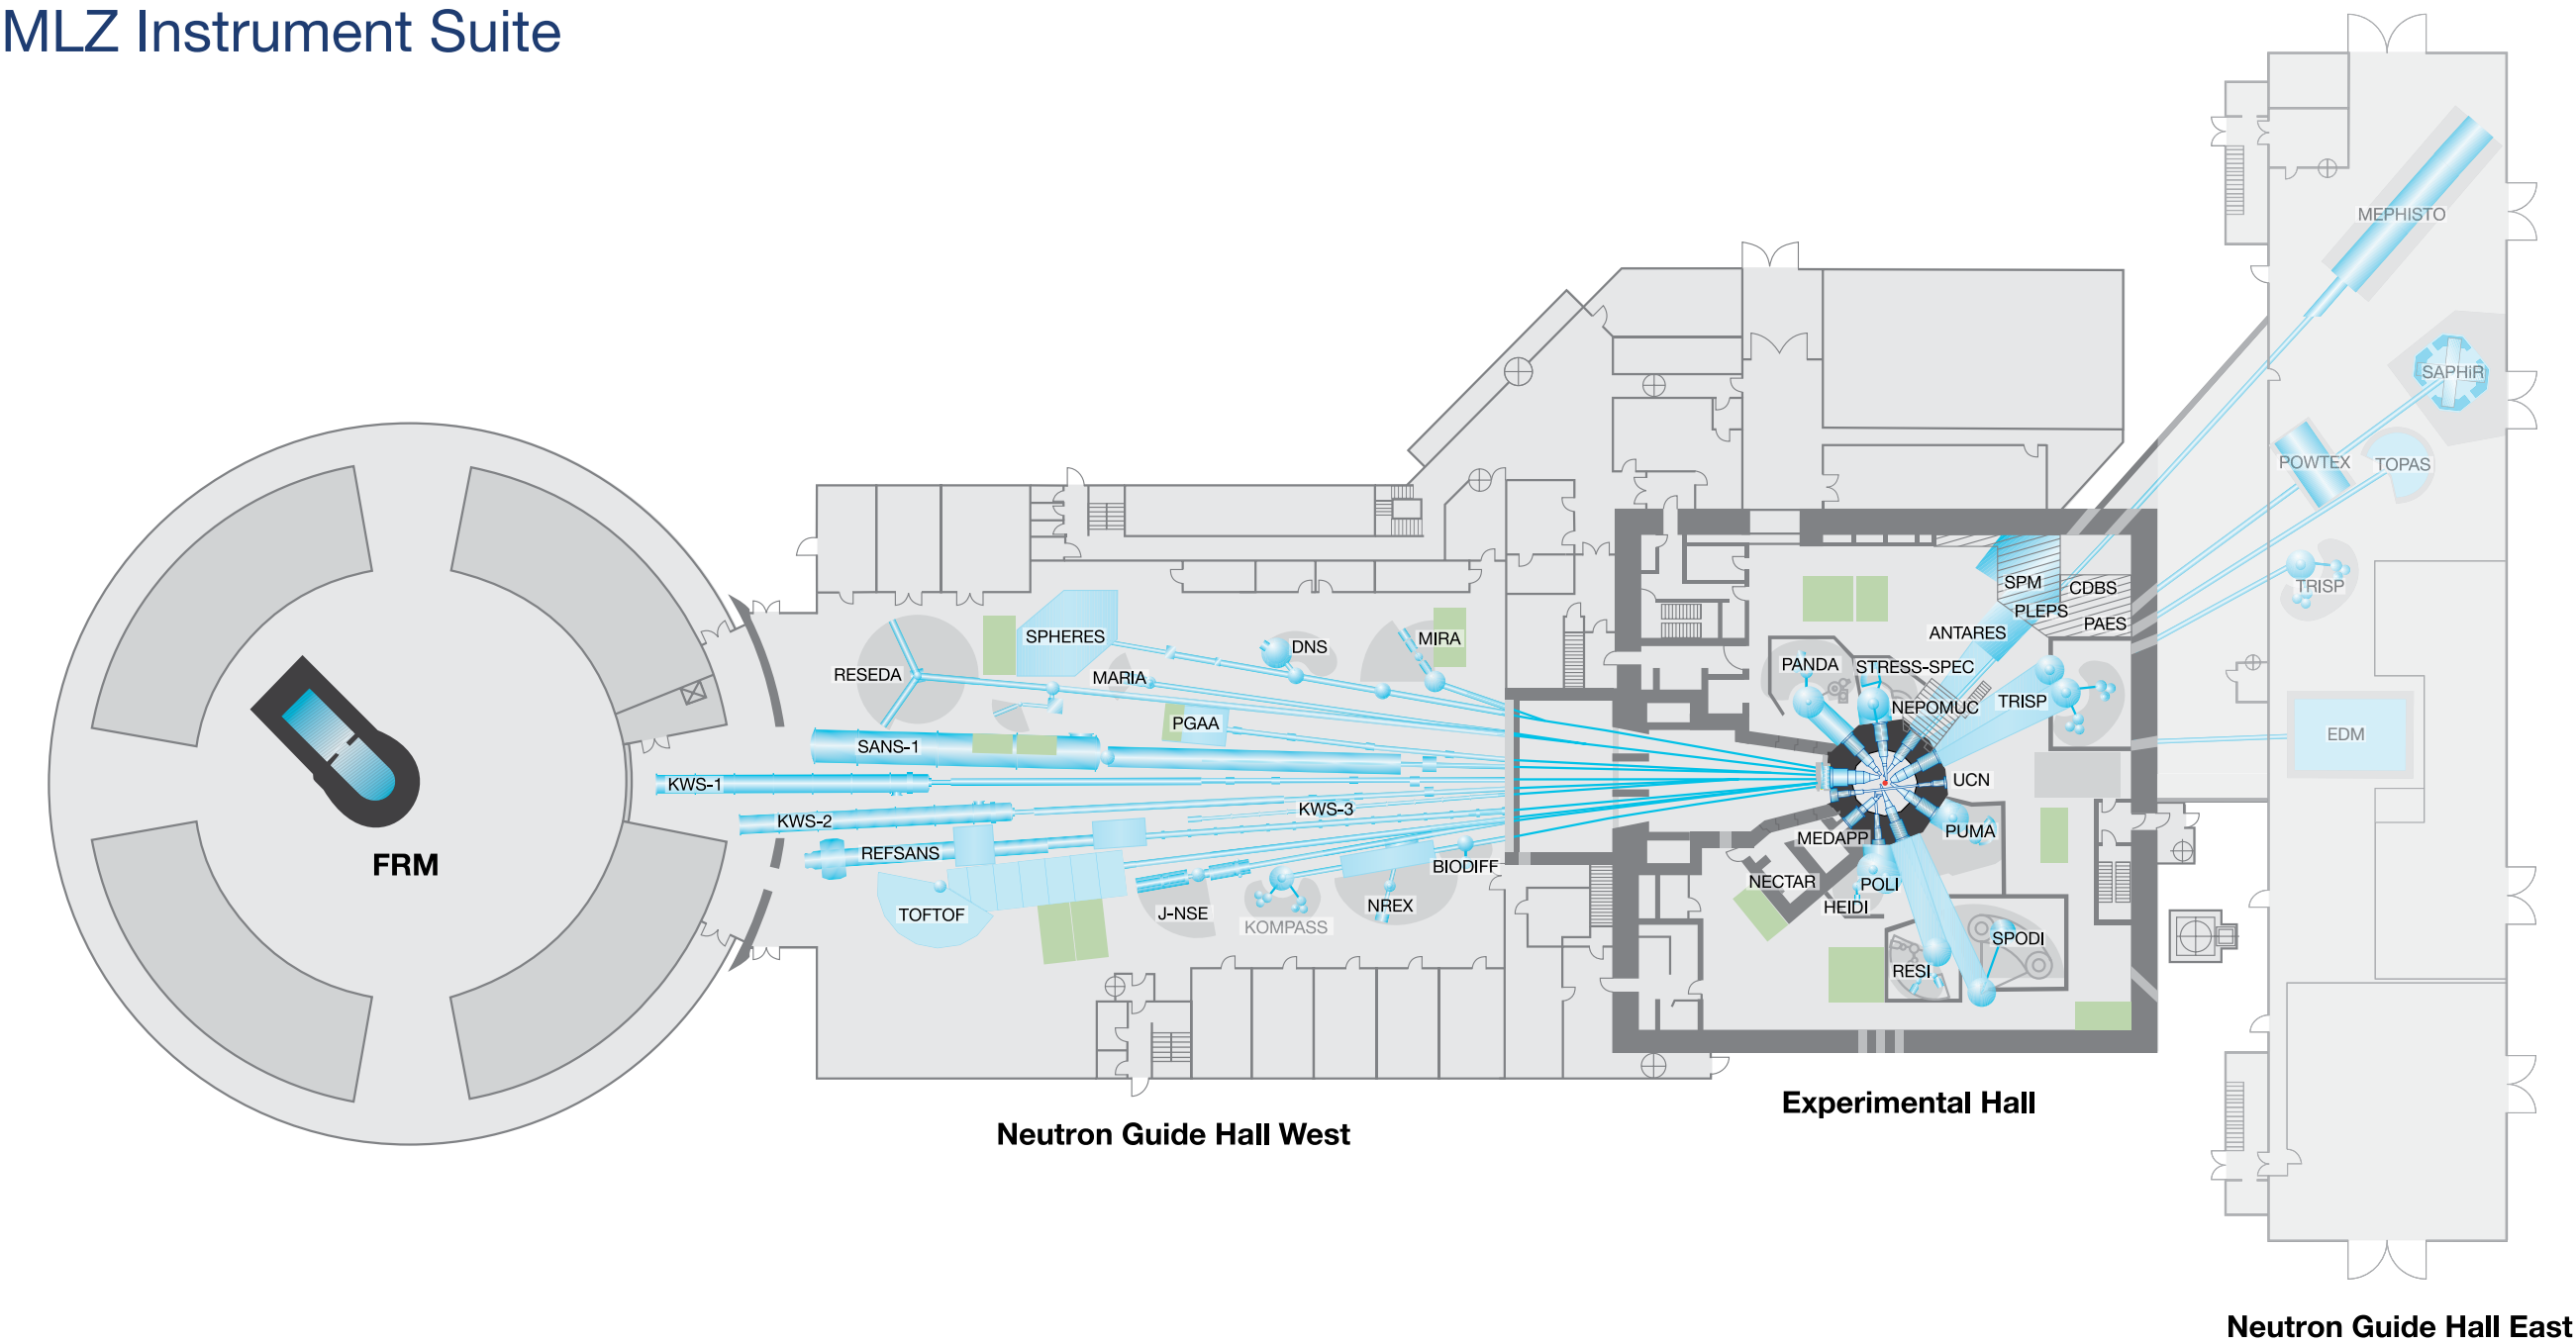 MLZ Instrument Suite
MEPHISTO
SAPHiR
POWTEX
TOPAS
TRISP
EDM
SPM
CDBS
PLEPS
PAES
ANTARES
PANDA
STRESS-SPEC
NEPOMUC
TRISP
UCN
MEDAPP
PUMA
NECTAR
POLI
HEIDI
SPODI
RESI
SPHERES
DNS
MIRA
RESEDA
MARIA
PGAA
SANS-1
KWS-1
KWS-3
KWS-2
REFSANS
BIODIFF
TOFTOF
J-NSE
KOMPASS
NREX
FRM
Experimental Hall
Neutron Guide Hall West
Neutron Guide Hall East